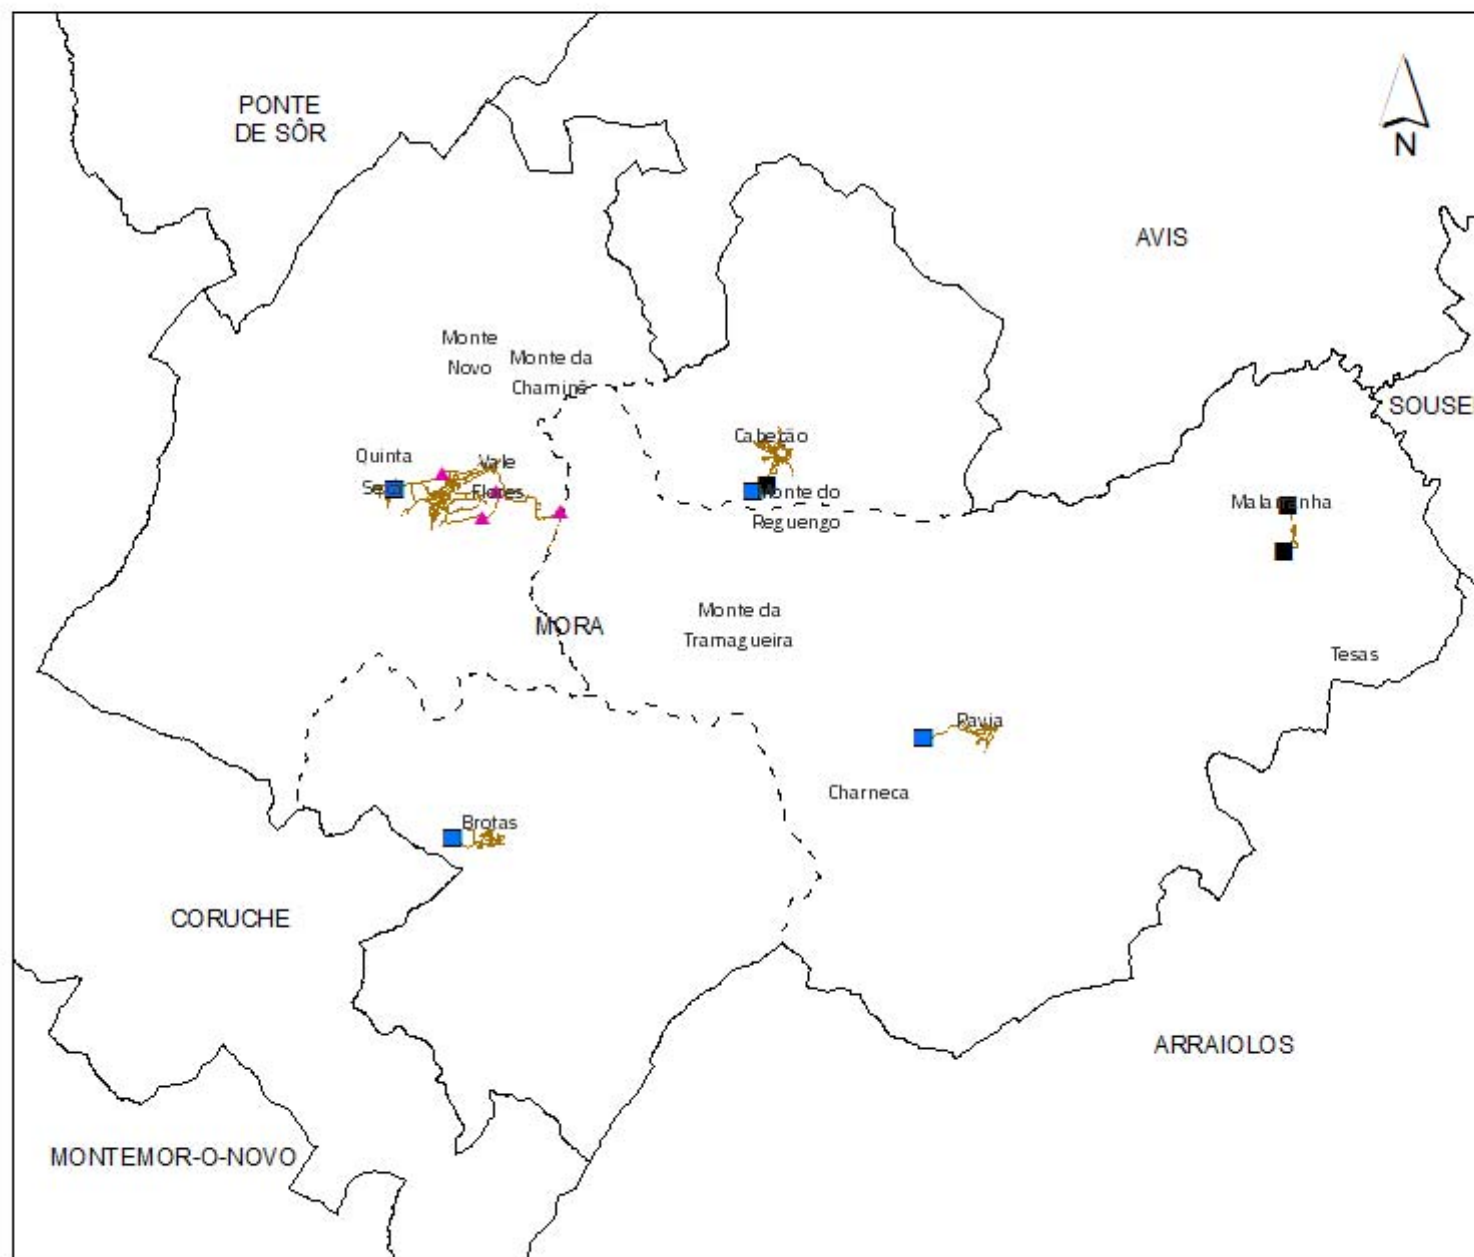 PONTE
DE SÔR
N
AVIS
Monte
Novo
Monte da
Chaminé
SOUSEL
Cabeção
Quinta
Vale
Flores
Monte do
Reguengo
Malarranha
Monte da
Tramagueira
MORA
Tesas
Pavia
Charneca
Brotas
CORUCHE
ARRAIOLOS
MONTEMOR-O-NOVO